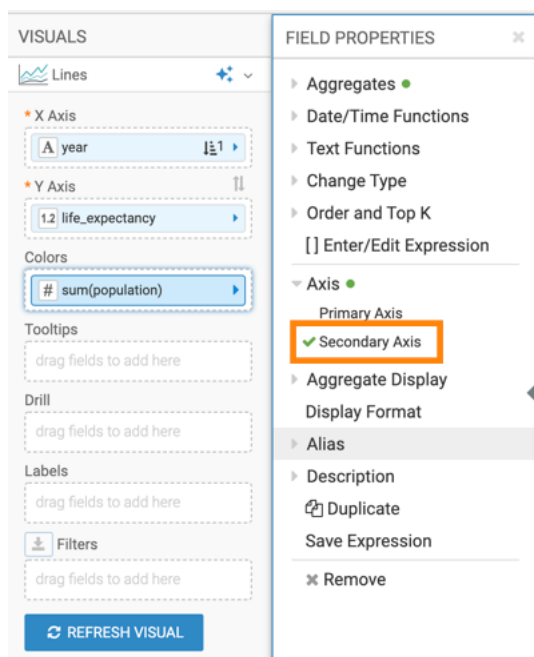 VISUALS
Lines
* X Axis
A year 1
* Y Axis
1.2 life_expectancy
Colors
# sum(population)
Tooltips
drag fields to add here
Drill
drag fields to add here
Labels
drag fields to add here
Filters
drag fields to add here
REFRESH VISUAL
FIELD PROPERTIES
Aggregates
Date/Time Functions
Text Functions
Change Type
Order and Top K
[ ] Enter/Edit Expression
Axis
Primary Axis
Secondary Axis
Aggregate Display
Display Format
Alias
Description
Duplicate
Save Expression
Remove